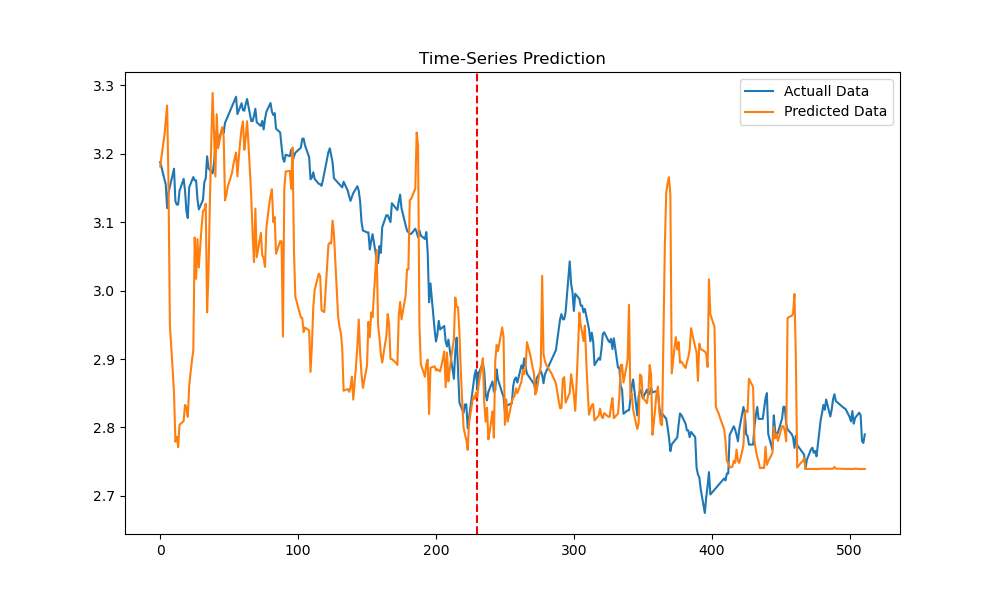 Time-Series Prediction
Actuall Data
Predicted Data
3.3
3.2
3.1
3.0
2.9
2.8
2.7
0 100 200 300 400 500